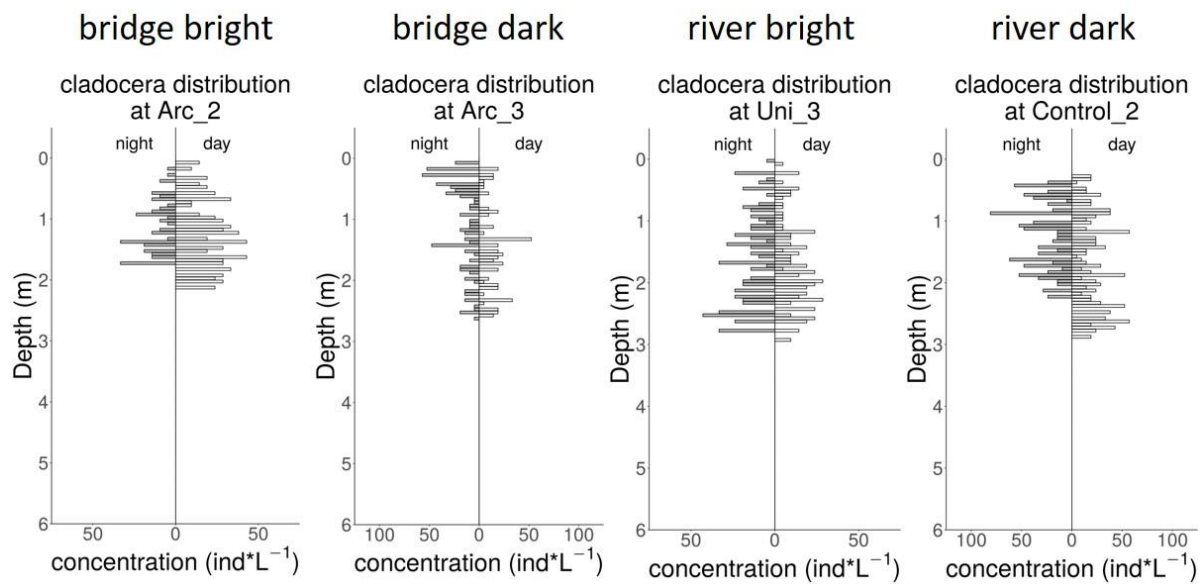 bridge bright
bridge dark
river bright
river dark
cladocera distribution
at Arc_2
cladocera distribution
at Arc_3
cladocera distribution
at Uni_3
cladocera distribution
at Control_2
night day
night day
night day
night day
Depth (m)
0
1
2
3
4
5
6
50 0 50
concentration (ind*L⁻¹)
Depth (m)
0
1
2
3
4
5
6
100 50 0 50 100
concentration (ind*L⁻¹)
Depth (m)
0
1
2
3
4
5
6
50 0 50
concentration (ind*L⁻¹)
Depth (m)
0
1
2
3
4
5
6
100 50 0 50 100
concentration (ind*L⁻¹)